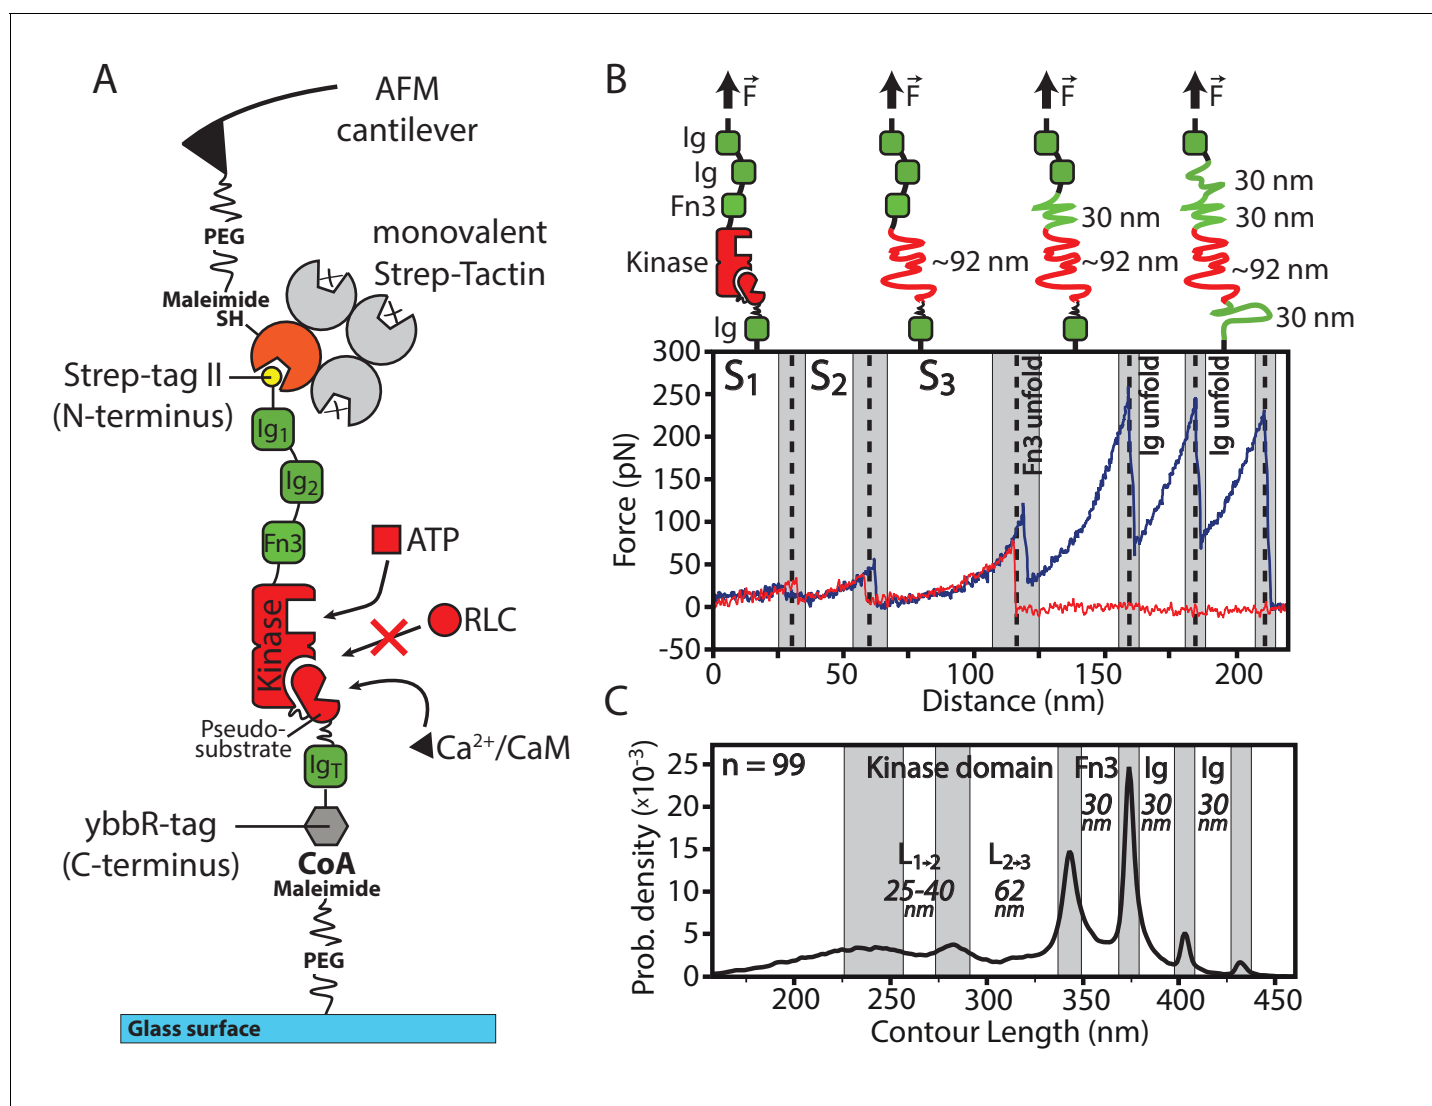 A
AFM
cantilever
PEG
Maleimide
SH
monovalent
Strep-Tactin
Strep-tag II
(N-terminus)
Ig1
Ig2
Fn3
ATP
Kinase
RLC
Pseudo-
substrate
Ca2+/CaM
IgT
ybbR-tag
(C-terminus)
CoA
Maleimide
PEG
Glass surface
B
F
F
F
F
Ig
Ig
Fn3
Kinase
Ig
~92 nm
30 nm
~92 nm
30 nm
30 nm
~92 nm
30 nm
S1
S2
S3
Fn3 unfold
Ig unfold
Ig unfold
300
250
200
150
100
50
0
-50
Force (pN)
0
50
100
150
200
Distance (nm)
C
n = 99
Kinase domain
Fn3
Ig
Ig
30
nm
30
nm
30
nm
L1→2
25-40
nm
L2→3
62
nm
25
20
15
10
5
0
Prob. density (×10-3)
200
250
300
350
400
450
Contour Length (nm)